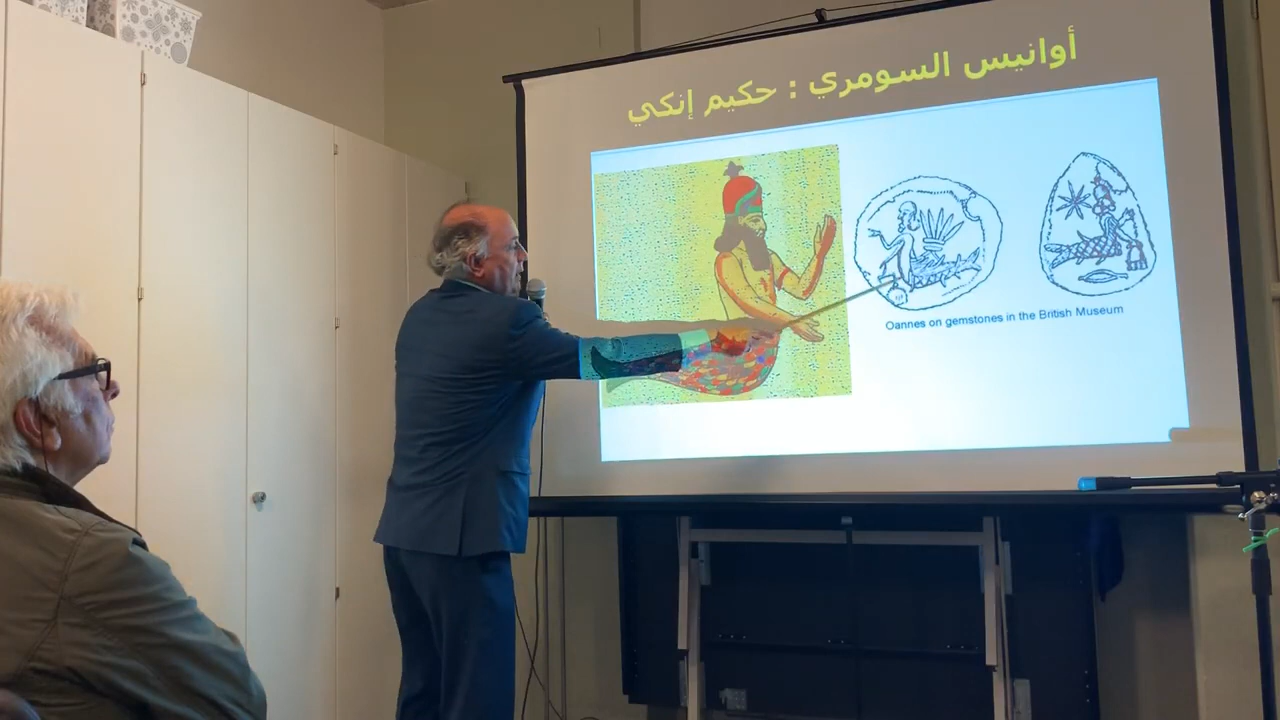 أوانيس السومري : حكيم إنكي
Oannes on gemstones in the British Museum